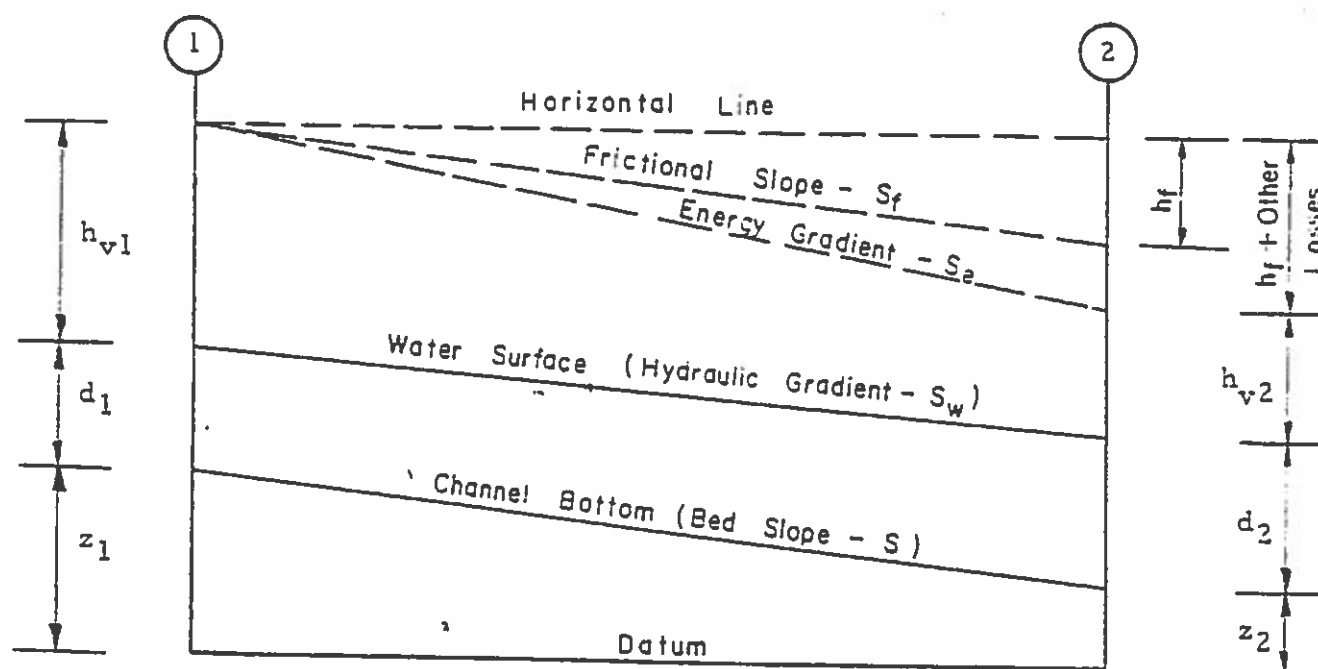 1
2
Horizontal Line
Frictional Slope - Sf
Energy Gradient - Se
hf
hf + Other
Losses
hv1
Water Surface (Hydraulic Gradient - Sw)
hv2
d1
Channel Bottom (Bed Slope - S)
d2
z1
Datum
z2